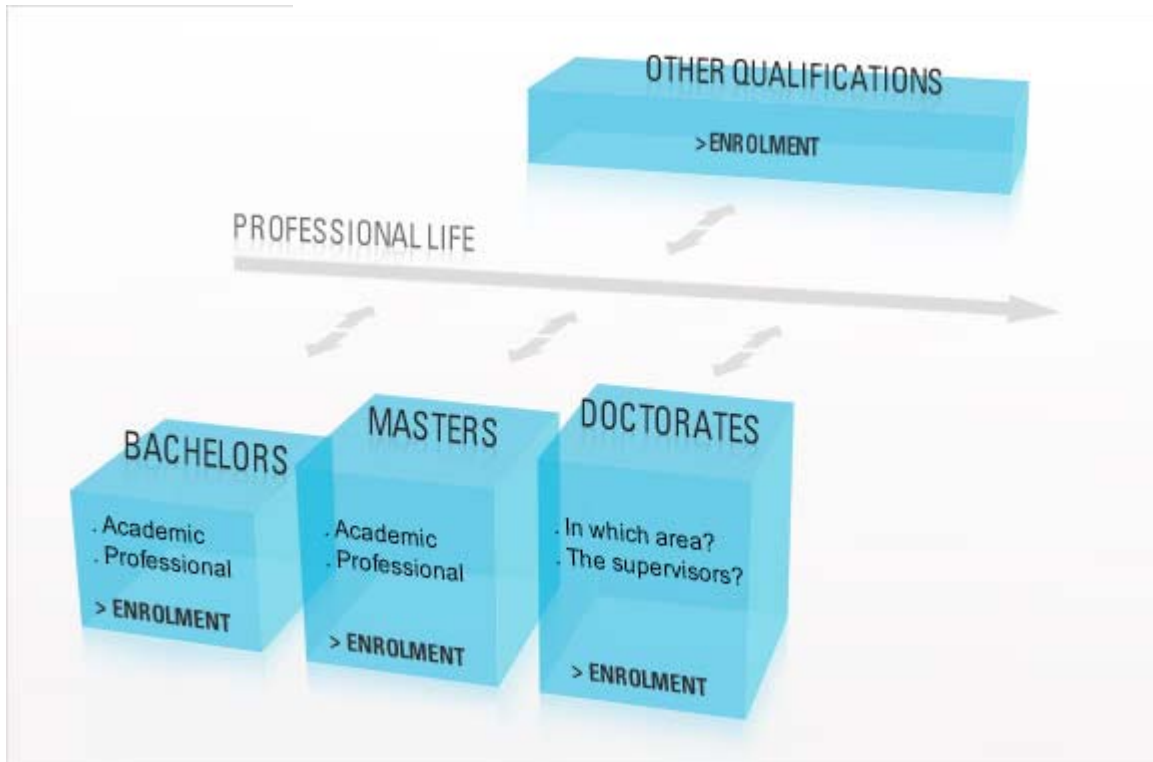 OTHER QUALIFICATIONS
>ENROLMENT
PROFESSIONAL LIFE
BACHELORS
. Academic
. Professional
> ENROLMENT
MASTERS
. Academic
. Professional
> ENROLMENT
DOCTORATES
. In which area?
. The supervisors?
> ENROLMENT